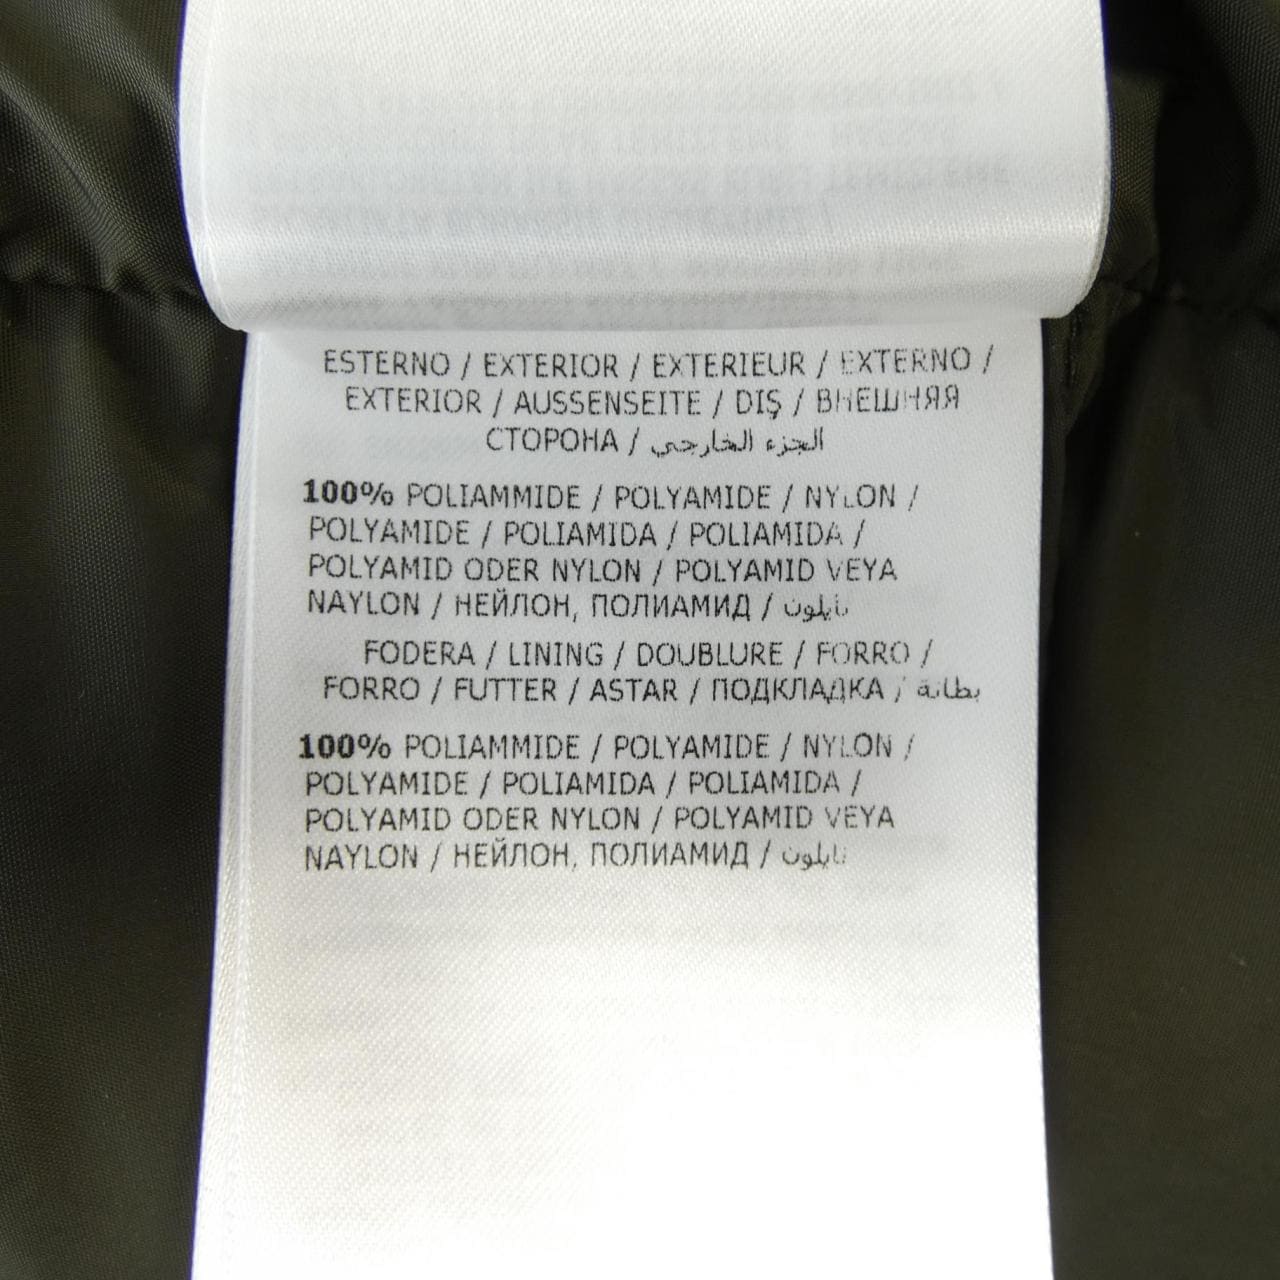 ESTERNO / EXTERIOR / EXTERIEUR / EXTERNO /
EXTERIOR / AUSSENSEITE / DIŞ / ВНЕШНЯЯ
СТОРОНА / الجزء الخارجي
100% POLIAMMIDE / POLYAMIDE / NYLON /
POLYAMIDE / POLIAMIDA / POLIAMIDA /
POLYAMID ODER NYLON / POLYAMID VEYA
NAYLON / НЕЙЛОН, ПОЛИАМИД / نايلون
FODERA / LINING / DOUBLURE / FORRO /
FORRO / FUTTER / ASTAR / ПОДКЛАДКА / بطانة
100% POLIAMMIDE / POLYAMIDE / NYLON /
POLYAMIDE / POLIAMIDA / POLIAMIDA /
POLYAMID ODER NYLON / POLYAMID VEYA
NAYLON / НЕЙЛОН, ПОЛИАМИД / نايلون